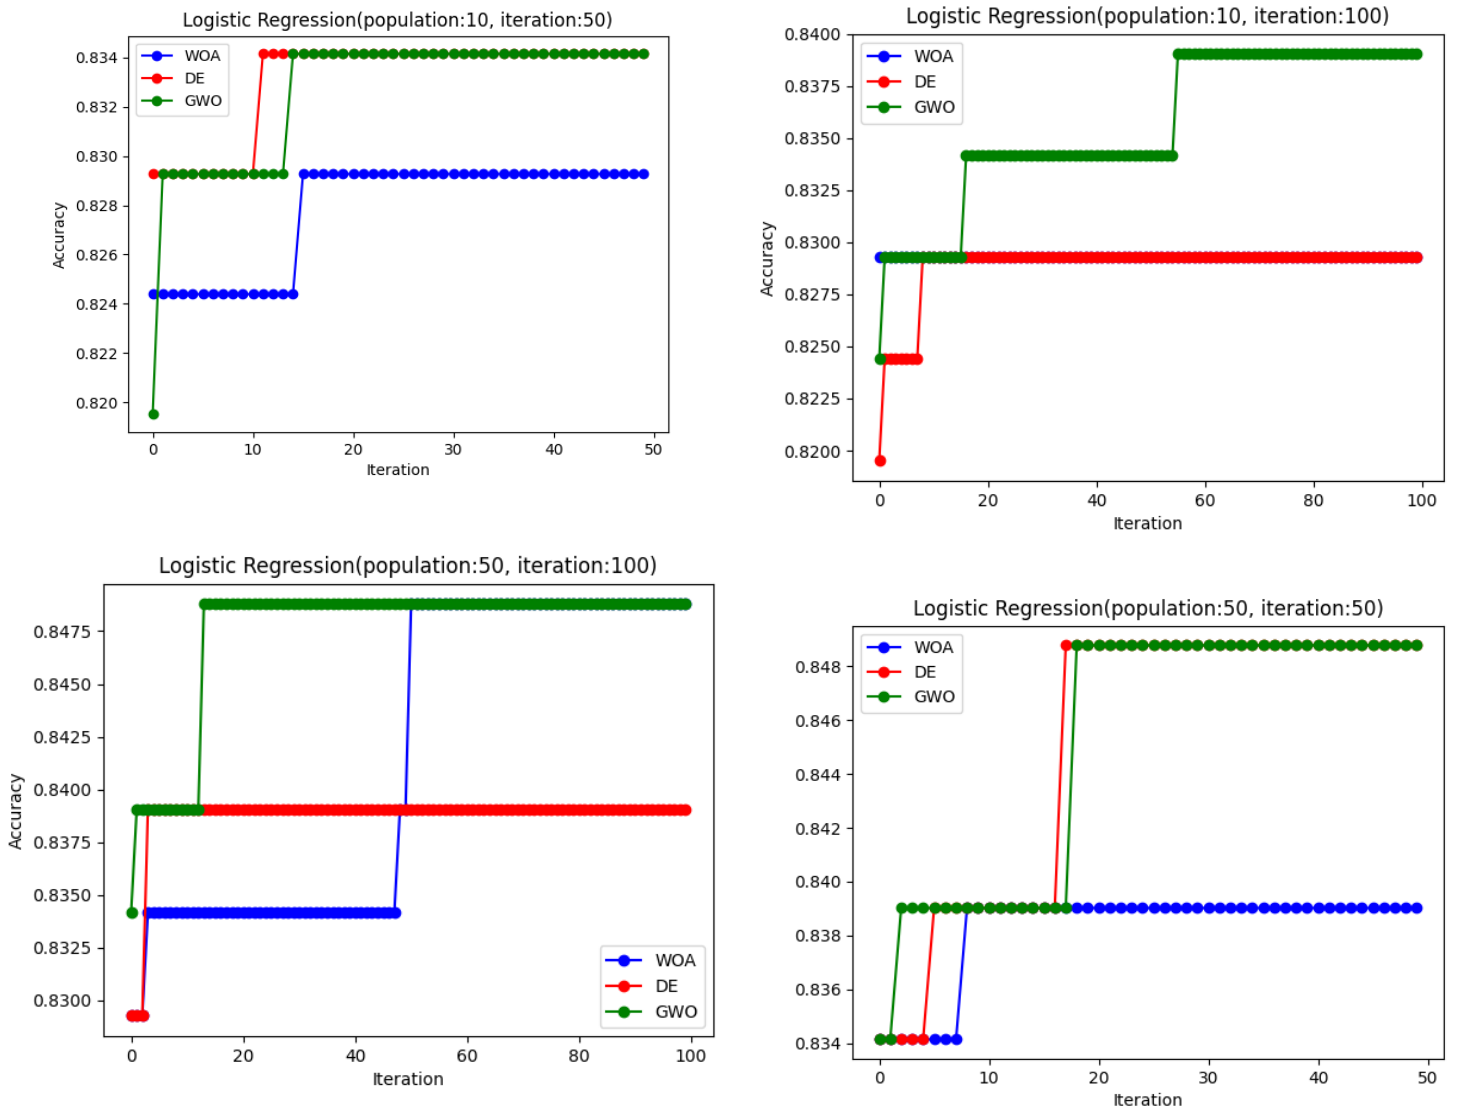 Logistic Regression(population:10, iteration:50)
WOA
DE
GWO
0.834
0.832
0.830
0.828
0.826
0.824
0.822
0.820
Accuracy
0
10
20
30
40
50
Iteration
Logistic Regression(population:10, iteration:100)
WOA
DE
GWO
0.8400
0.8375
0.8350
0.8325
0.8300
0.8275
0.8250
0.8225
0.8200
Accuracy
0
20
40
60
80
100
Iteration
Logistic Regression(population:50, iteration:100)
0.8475
0.8450
0.8425
0.8400
0.8375
0.8350
0.8325
0.8300
Accuracy
WOA
DE
GWO
0
20
40
60
80
100
Iteration
Logistic Regression(population:50, iteration:50)
WOA
DE
GWO
0.848
0.846
0.844
0.842
0.840
0.838
0.836
0.834
0
10
20
30
40
50
Iteration